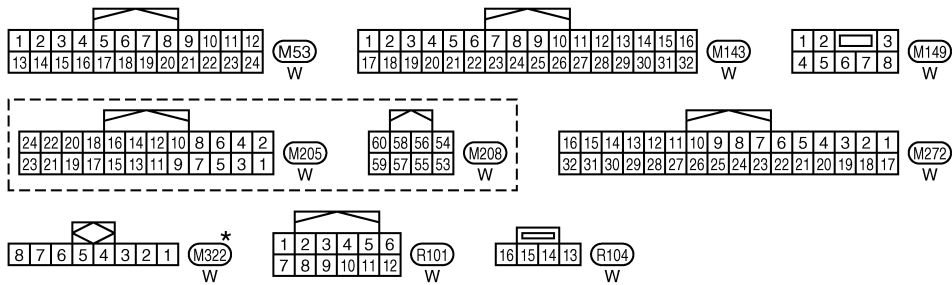 1 2 3 4 5 6 7 8 9 10 11 12
13 14 15 16 17 18 19 20 21 22 23 24
M53
W
1 2 3 4 5 6 7 8 9 10 11 12 13 14 15 16
17 18 19 20 21 22 23 24 25 26 27 28 29 30 31 32
M143
W
1 2 3
4 5 6 7 8
M149
W
24 22 20 18 16 14 12 10 8 6 4 2
23 21 19 17 15 13 11 9 7 5 3 1
M205
W
60 58 56 54
59 57 55 53
M208
W
16 15 14 13 12 11 10 9 8 7 6 5 4 3 2 1
32 31 30 29 28 27 26 25 24 23 22 21 20 19 18 17
M272
W
8 7 6 5 4 3 2 1
M322 *
W
1 2 3 4 5 6
7 8 9 10 11 12
R101
W
16 15 14 13
R104
W